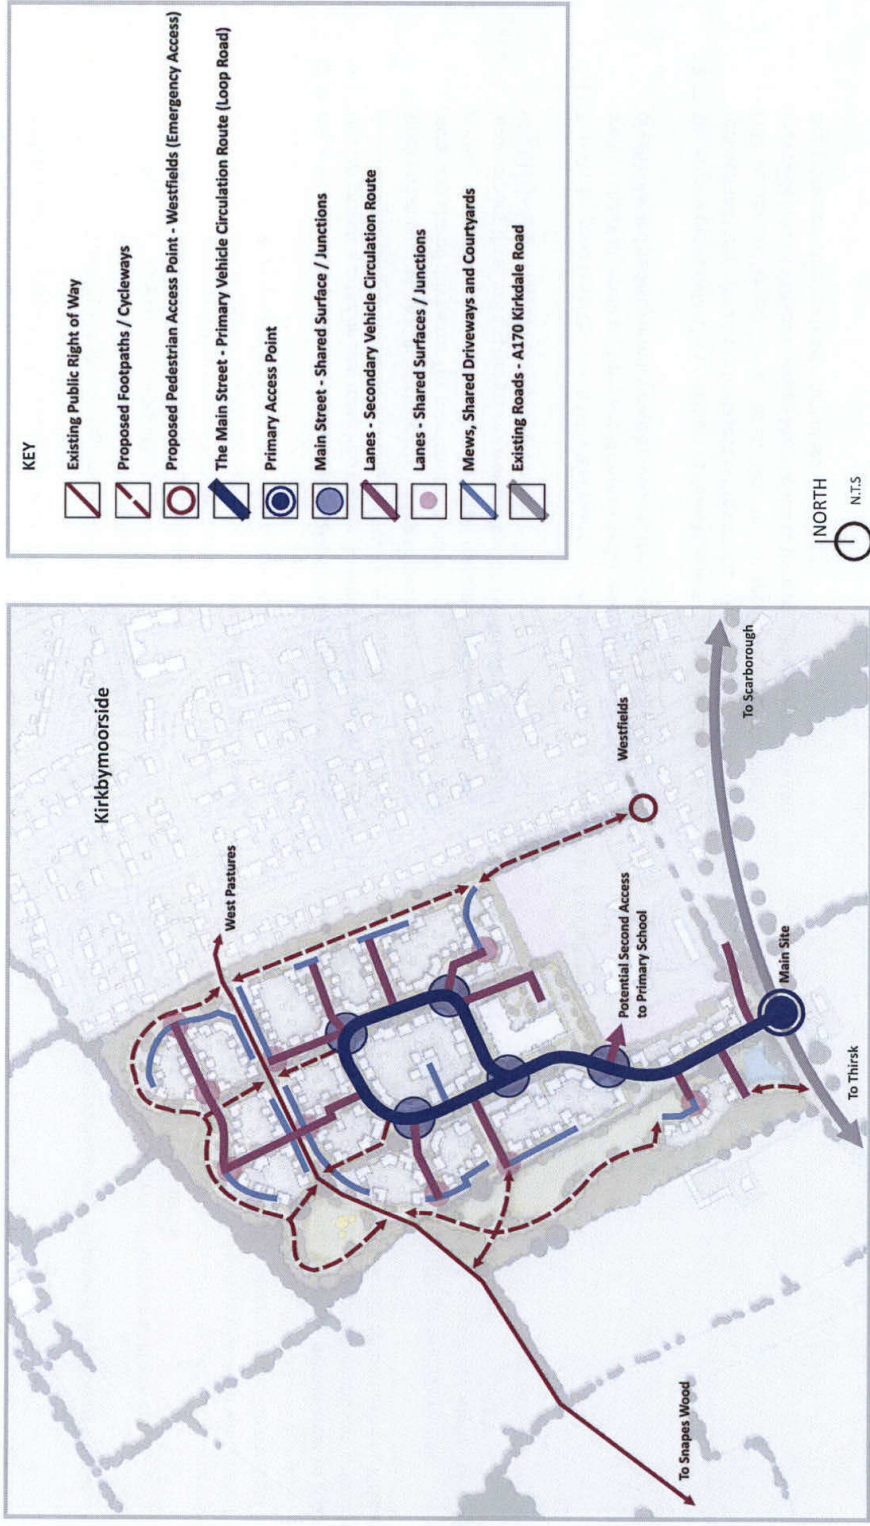 KEY
Existing Public Right of Way
Proposed Footpaths / Cycleways
Proposed Pedestrian Access Point - Westfields (Emergency Access)
The Main Street - Primary Vehicle Circulation Route (Loop Road)
Primary Access Point
Main Street - Shared Surface / Junctions
Lanes - Secondary Vehicle Circulation Route
Lanes - Shared Surfaces / Junctions
Mews, Shared Driveways and Courtyards
Existing Roads - A170 Kirkdale Road
NORTH
N.T.S
Kirkbymoorside
West Pastures
Westfields
Potential Second Access
to Primary School
To Scarborough
Main Site
To Thirsk
To Snapes Wood